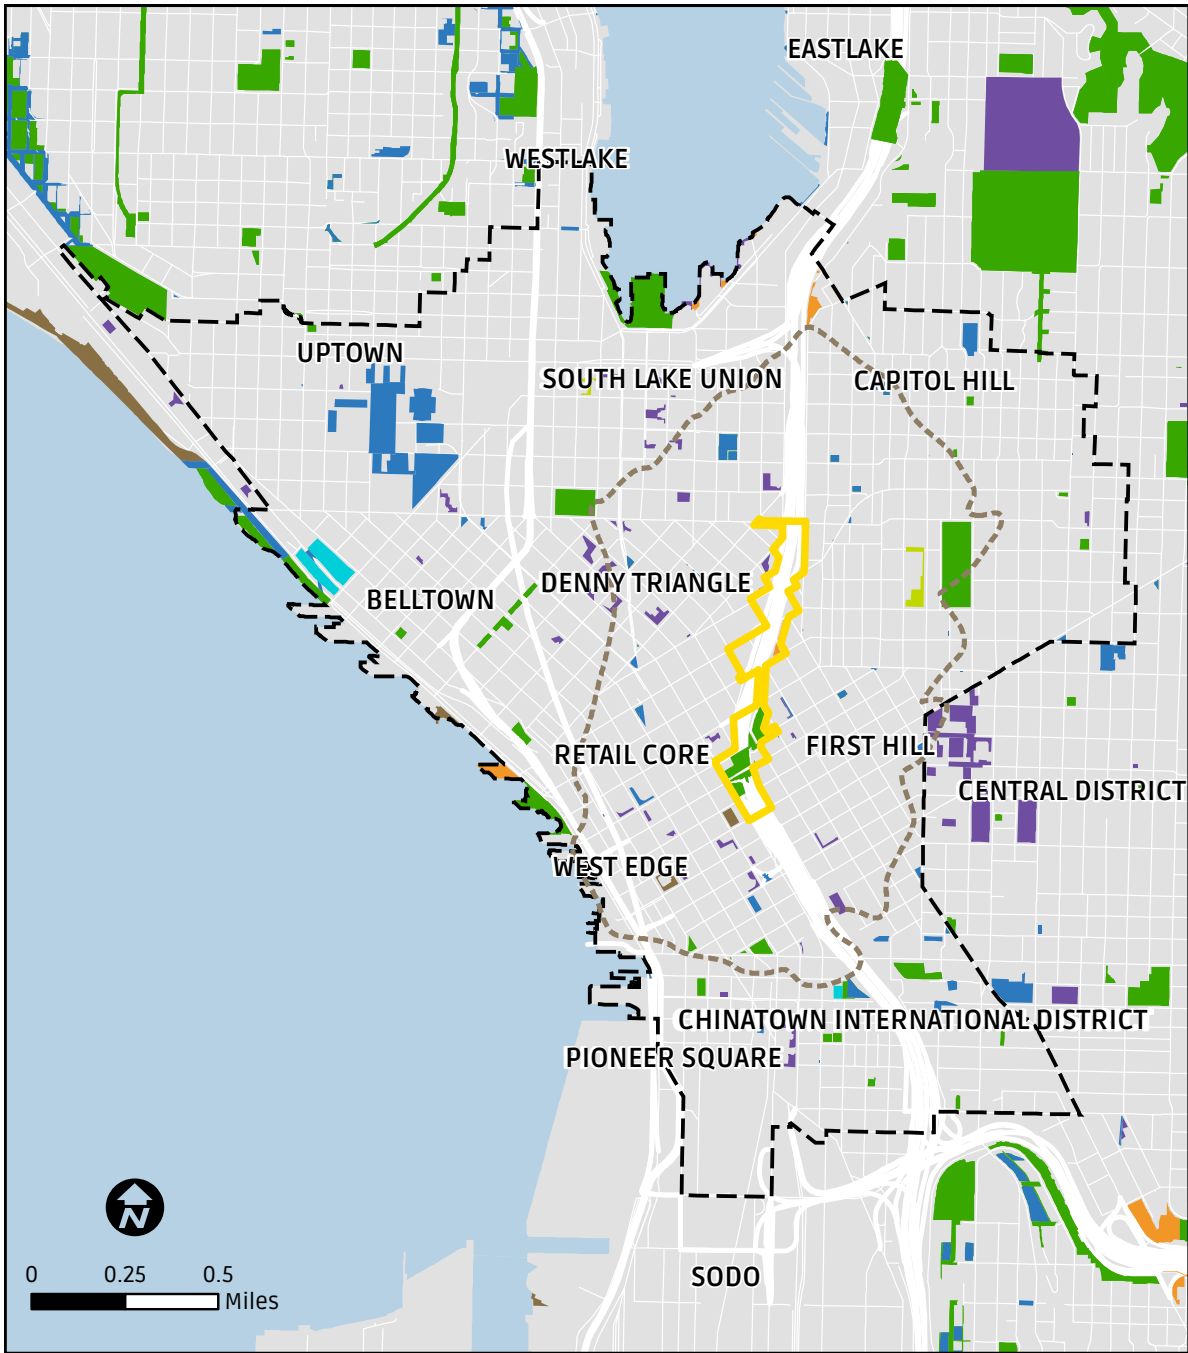 EASTLAKE
WESTLAKE
UPTOWN
SOUTH LAKE UNION
CAPITOL HILL
DENNY TRIANGLE
BELLTOWN
RETAIL CORE
FIRST HILL
CENTRAL DISTRICT
WEST EDGE
CHINATOWN INTERNATIONAL DISTRICT
PIONEER SQUARE
N
SODO
0 0.25 0.5
Miles